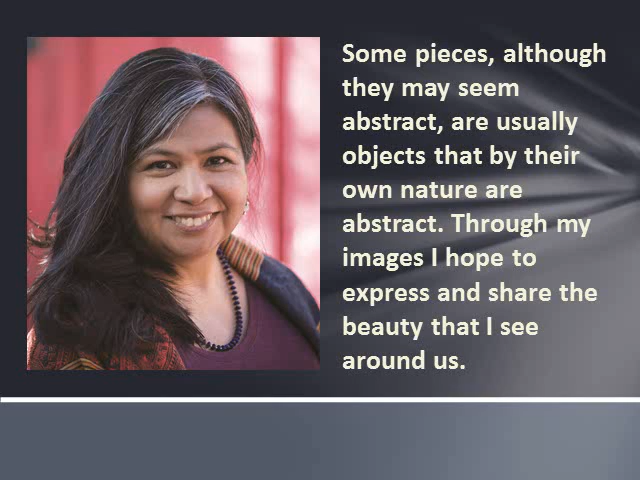 Some pieces, although
they may seem
abstract, are usually
objects that by their
own nature are
abstract. Through my
images I hope to
express and share the
beauty that I see
around us.